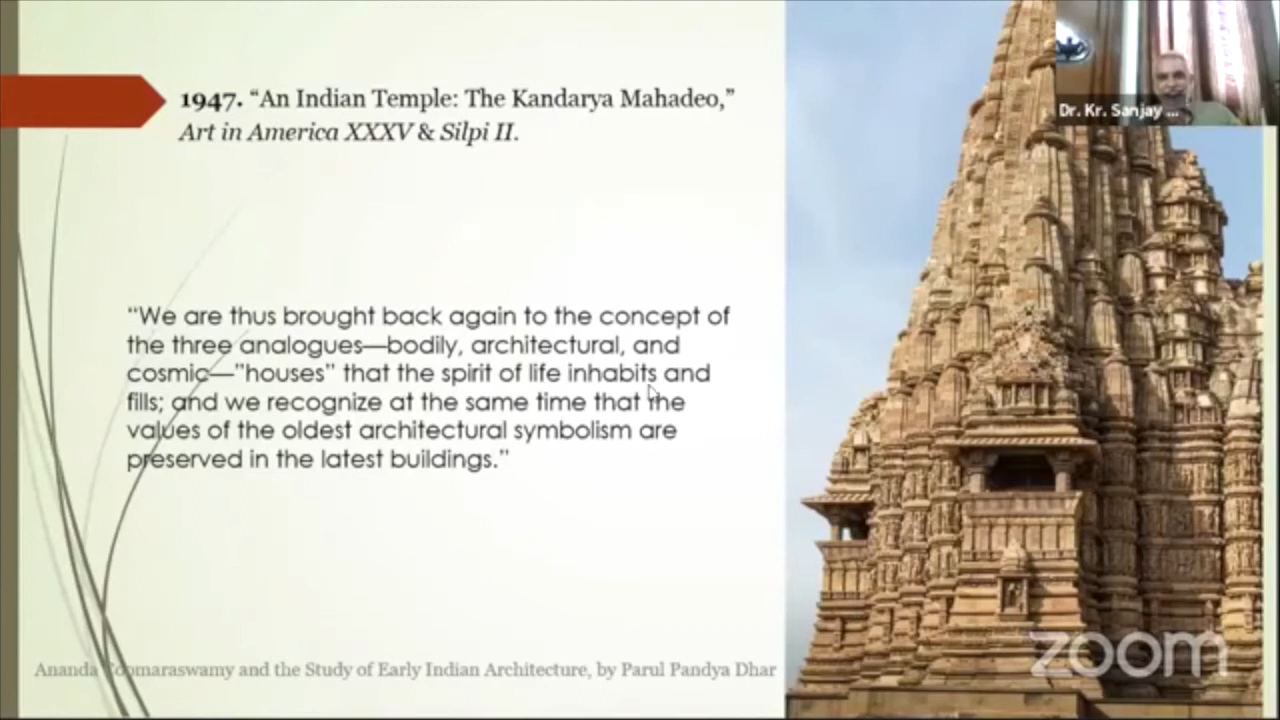 1947. “An Indian Temple: The Kandarya Mahadeo,”
Art in America XXXV & Silpi II.
“We are thus brought back again to the concept of
the three analogues—bodily, architectural, and
cosmic—”houses” that the spirit of life inhabits and
fills; and we recognize at the same time that the
values of the oldest architectural symbolism are
preserved in the latest buildings.”
Ananda Coomaraswamy and the Study of Early Indian Architecture, by Parul Pandya Dhar
Dr. Kr. Sanjay ...
zoom